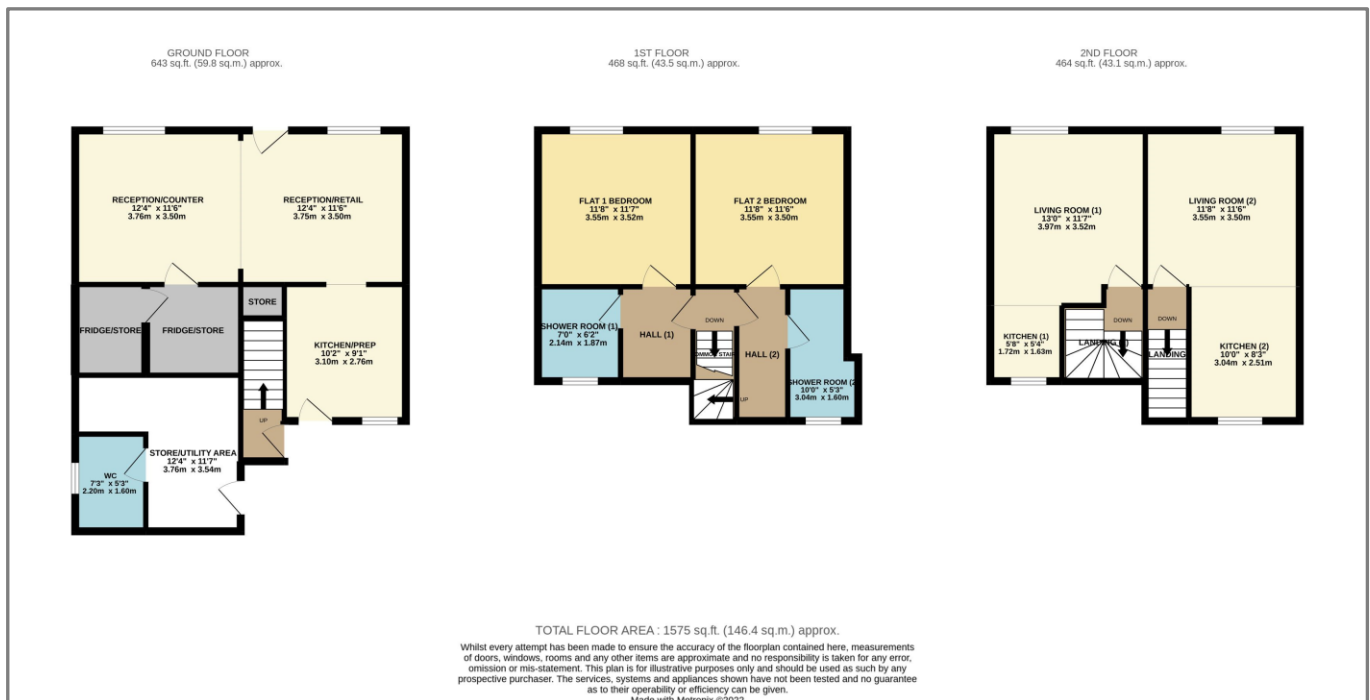 GROUND FLOOR
643 sq.ft. (59.8 sq.m.) approx.
RECEPTION/COUNTER
12'4" x 11'6"
3.76m x 3.50m
RECEPTION/RETAIL
12'4" x 11'6"
3.75m x 3.50m
FRIDGE/STORE
FRIDGE/STORE
STORE
KITCHEN/PREP
10'2" x 9'1"
3.10m x 2.76m
UP
STORE/UTILITY AREA
12'4" x 11'7"
3.76m x 3.54m
WC
7'3" x 5'3"
2.20m x 1.60m
1ST FLOOR
468 sq.ft. (43.5 sq.m.) approx.
FLAT 1 BEDROOM
11'8" x 11'7"
3.55m x 3.52m
FLAT 2 BEDROOM
11'8" x 11'6"
3.55m x 3.50m
SHOWER ROOM (1)
7'0" x 6'2"
2.14m x 1.87m
HALL (1)
DOWN
OMMON STAIR
UP
HALL (2)
SHOWER ROOM (2)
10'0" x 5'3"
3.04m x 1.60m
2ND FLOOR
464 sq.ft. (43.1 sq.m.) approx.
LIVING ROOM (1)
13'0" x 11'7"
3.97m x 3.52m
LIVING ROOM (2)
11'8" x 11'6"
3.55m x 3.50m
KITCHEN (1)
5'8" x 5'4"
1.72m x 1.63m
DOWN
DOWN
LANDING
KITCHEN (2)
10'0" x 8'3"
3.04m x 2.51m
TOTAL FLOOR AREA : 1575 sq.ft. (146.4 sq.m.) approx.
Whilst every attempt has been made to ensure the accuracy of the floorplan contained here, measurements
of doors, windows, rooms and any other items are approximate and no responsibility is taken for any error,
omission or mis-statement. This plan is for illustrative purposes only and should be used as such by any
prospective purchaser. The services, systems and appliances shown have not been tested and no guarantee
as to their operability or efficiency can be given.
Made with Metropix ©2022